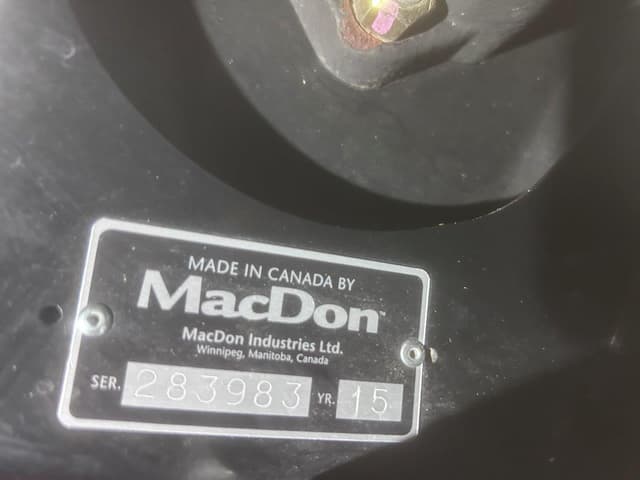 MADE IN CANADA BY
MacDon
MacDon Industries Ltd.
Winnipeg, Manitoba, Canada
SER. 283983 YR. 15